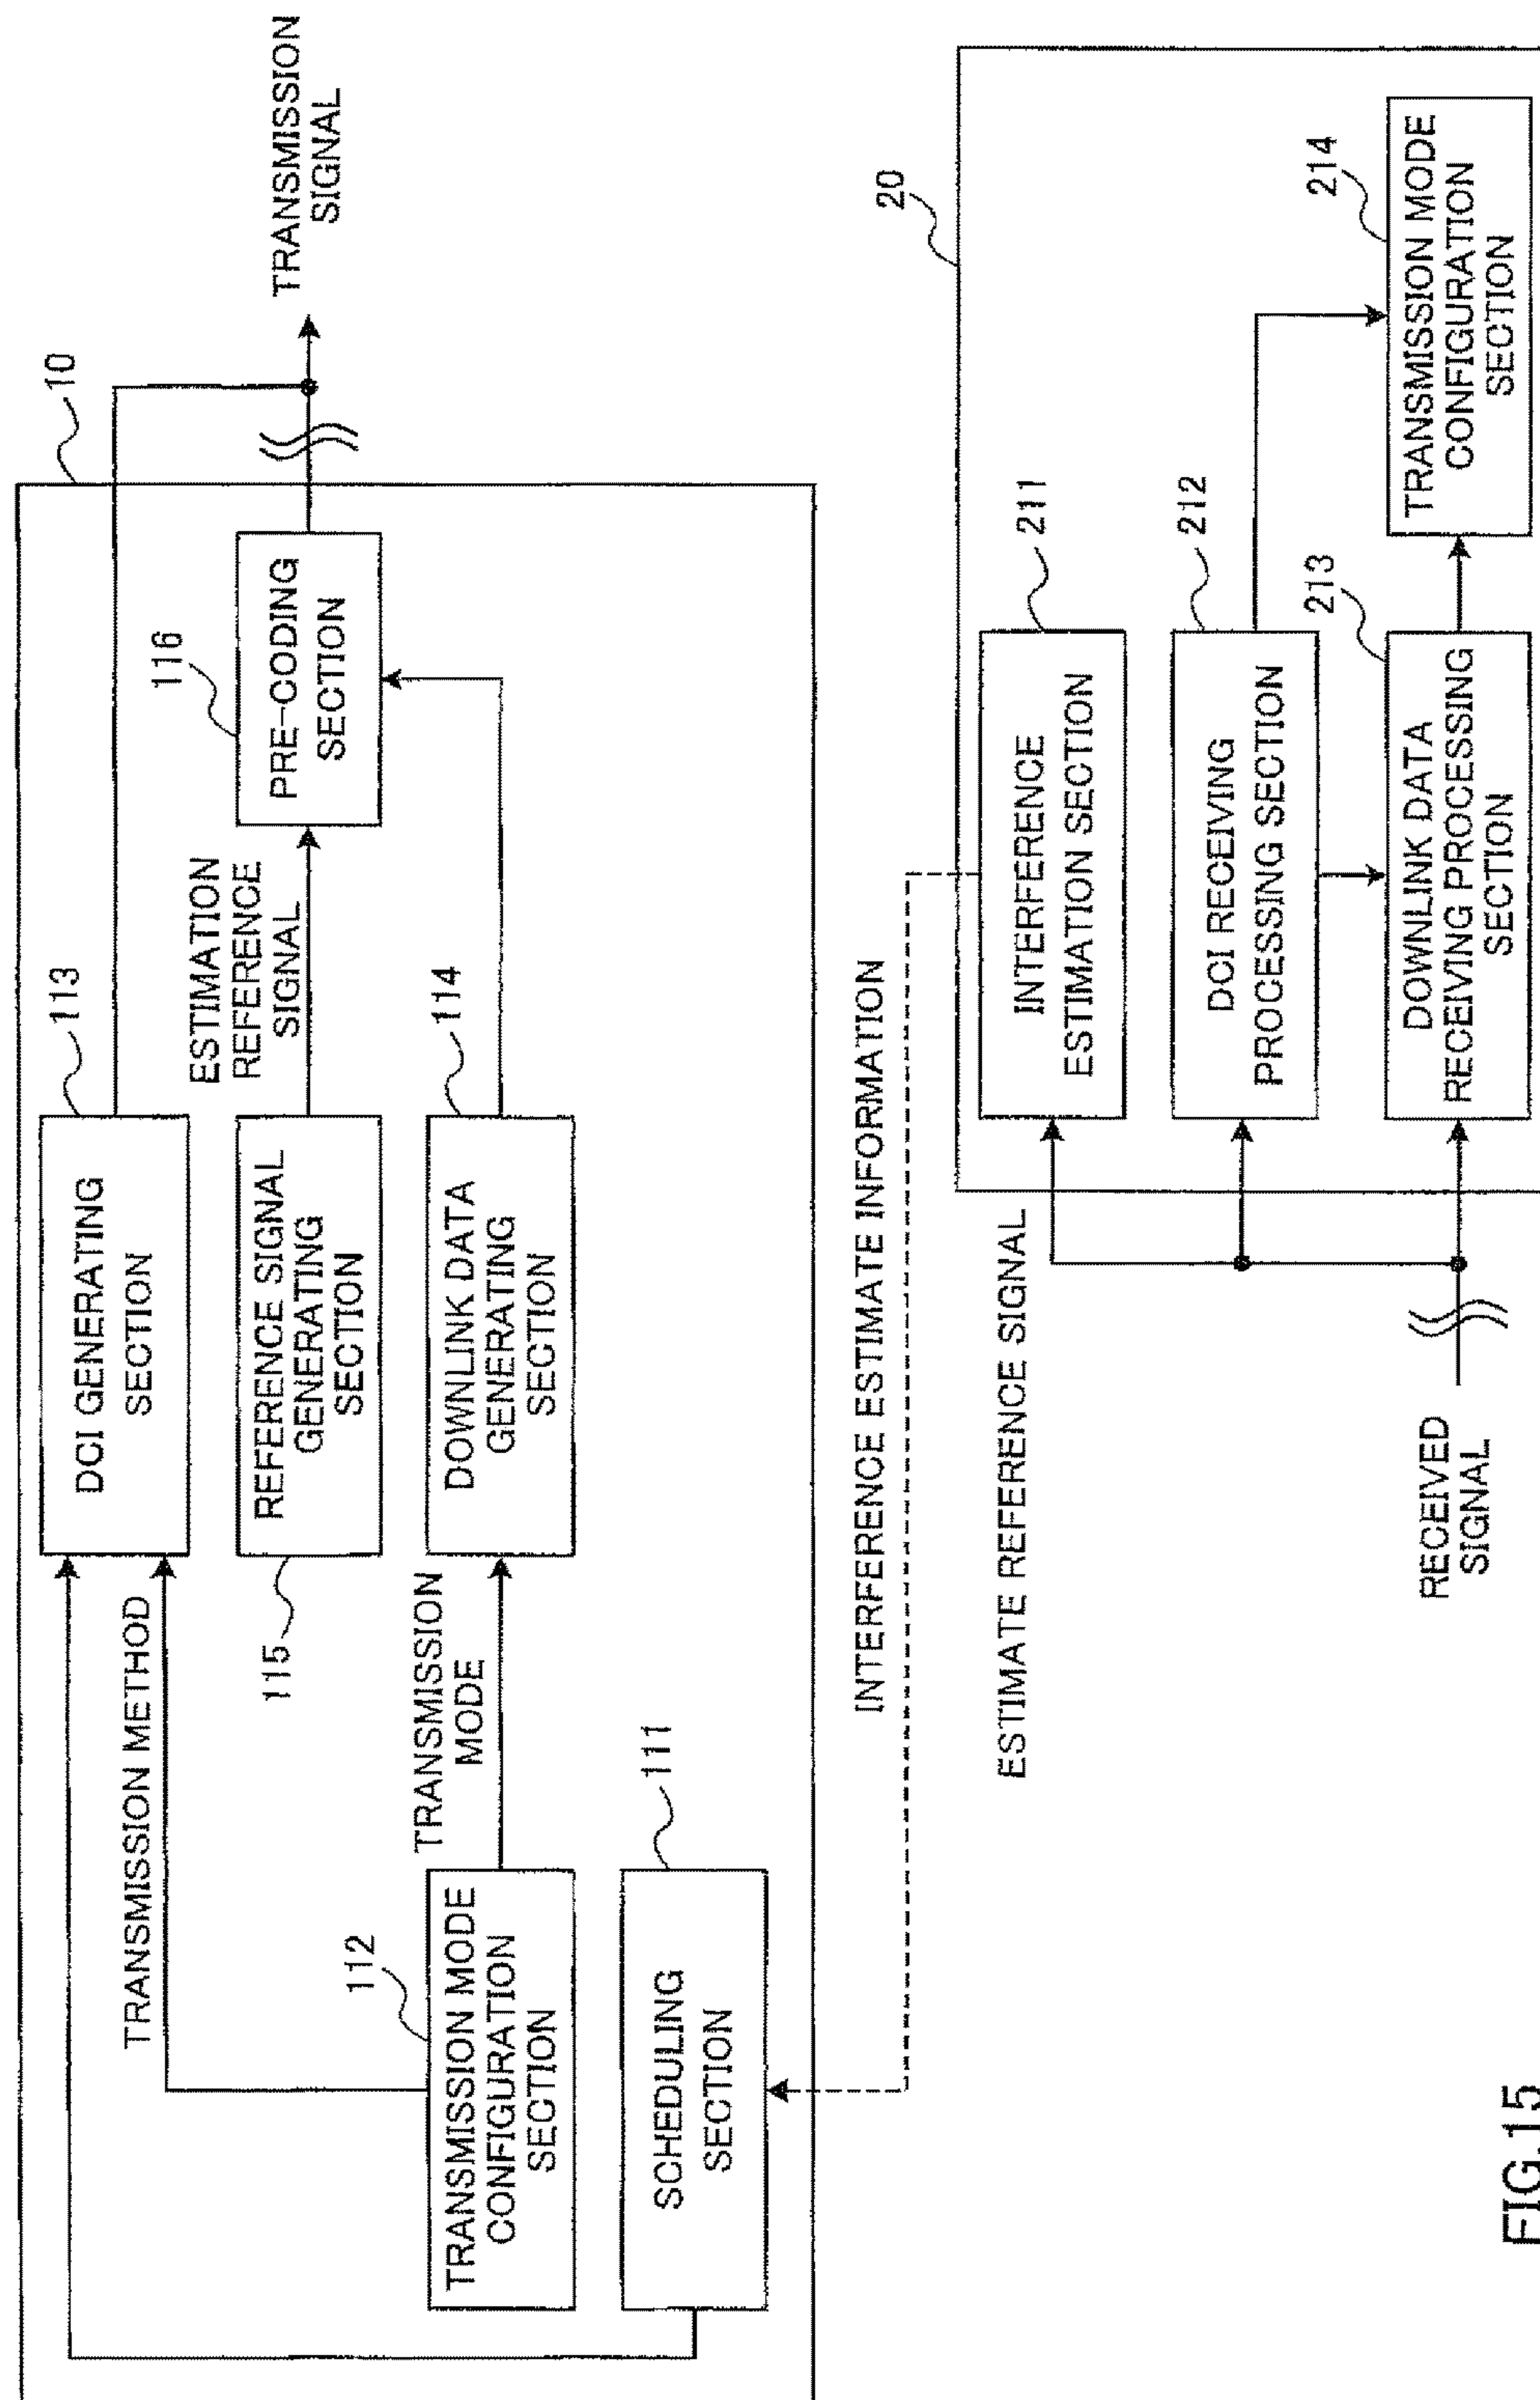 10
TRANSMISSION METHOD
DCI GENERATING
SECTION
113
115
REFERENCE SIGNAL
GENERATING
SECTION
ESTIMATION
REFERENCE
SIGNAL
116
PRE-CODING
SECTION
TRANSMISSION
SIGNAL
112
TRANSMISSION MODE
CONFIGURATION
SECTION
TRANSMISSION
MODE
DOWNLINK DATA
GENERATING
SECTION
114
SCHEDULING
SECTION
111
INTERFERENCE ESTIMATE INFORMATION
20
ESTIMATE REFERENCE SIGNAL
INTERFERENCE
ESTIMATION SECTION
211
DCI RECEIVING
PROCESSING SECTION
212
RECEIVED
SIGNAL
DOWNLINK DATA
RECEIVING PROCESSING
SECTION
213
TRANSMISSION MODE
CONFIGURATION
SECTION
214
FIG.15